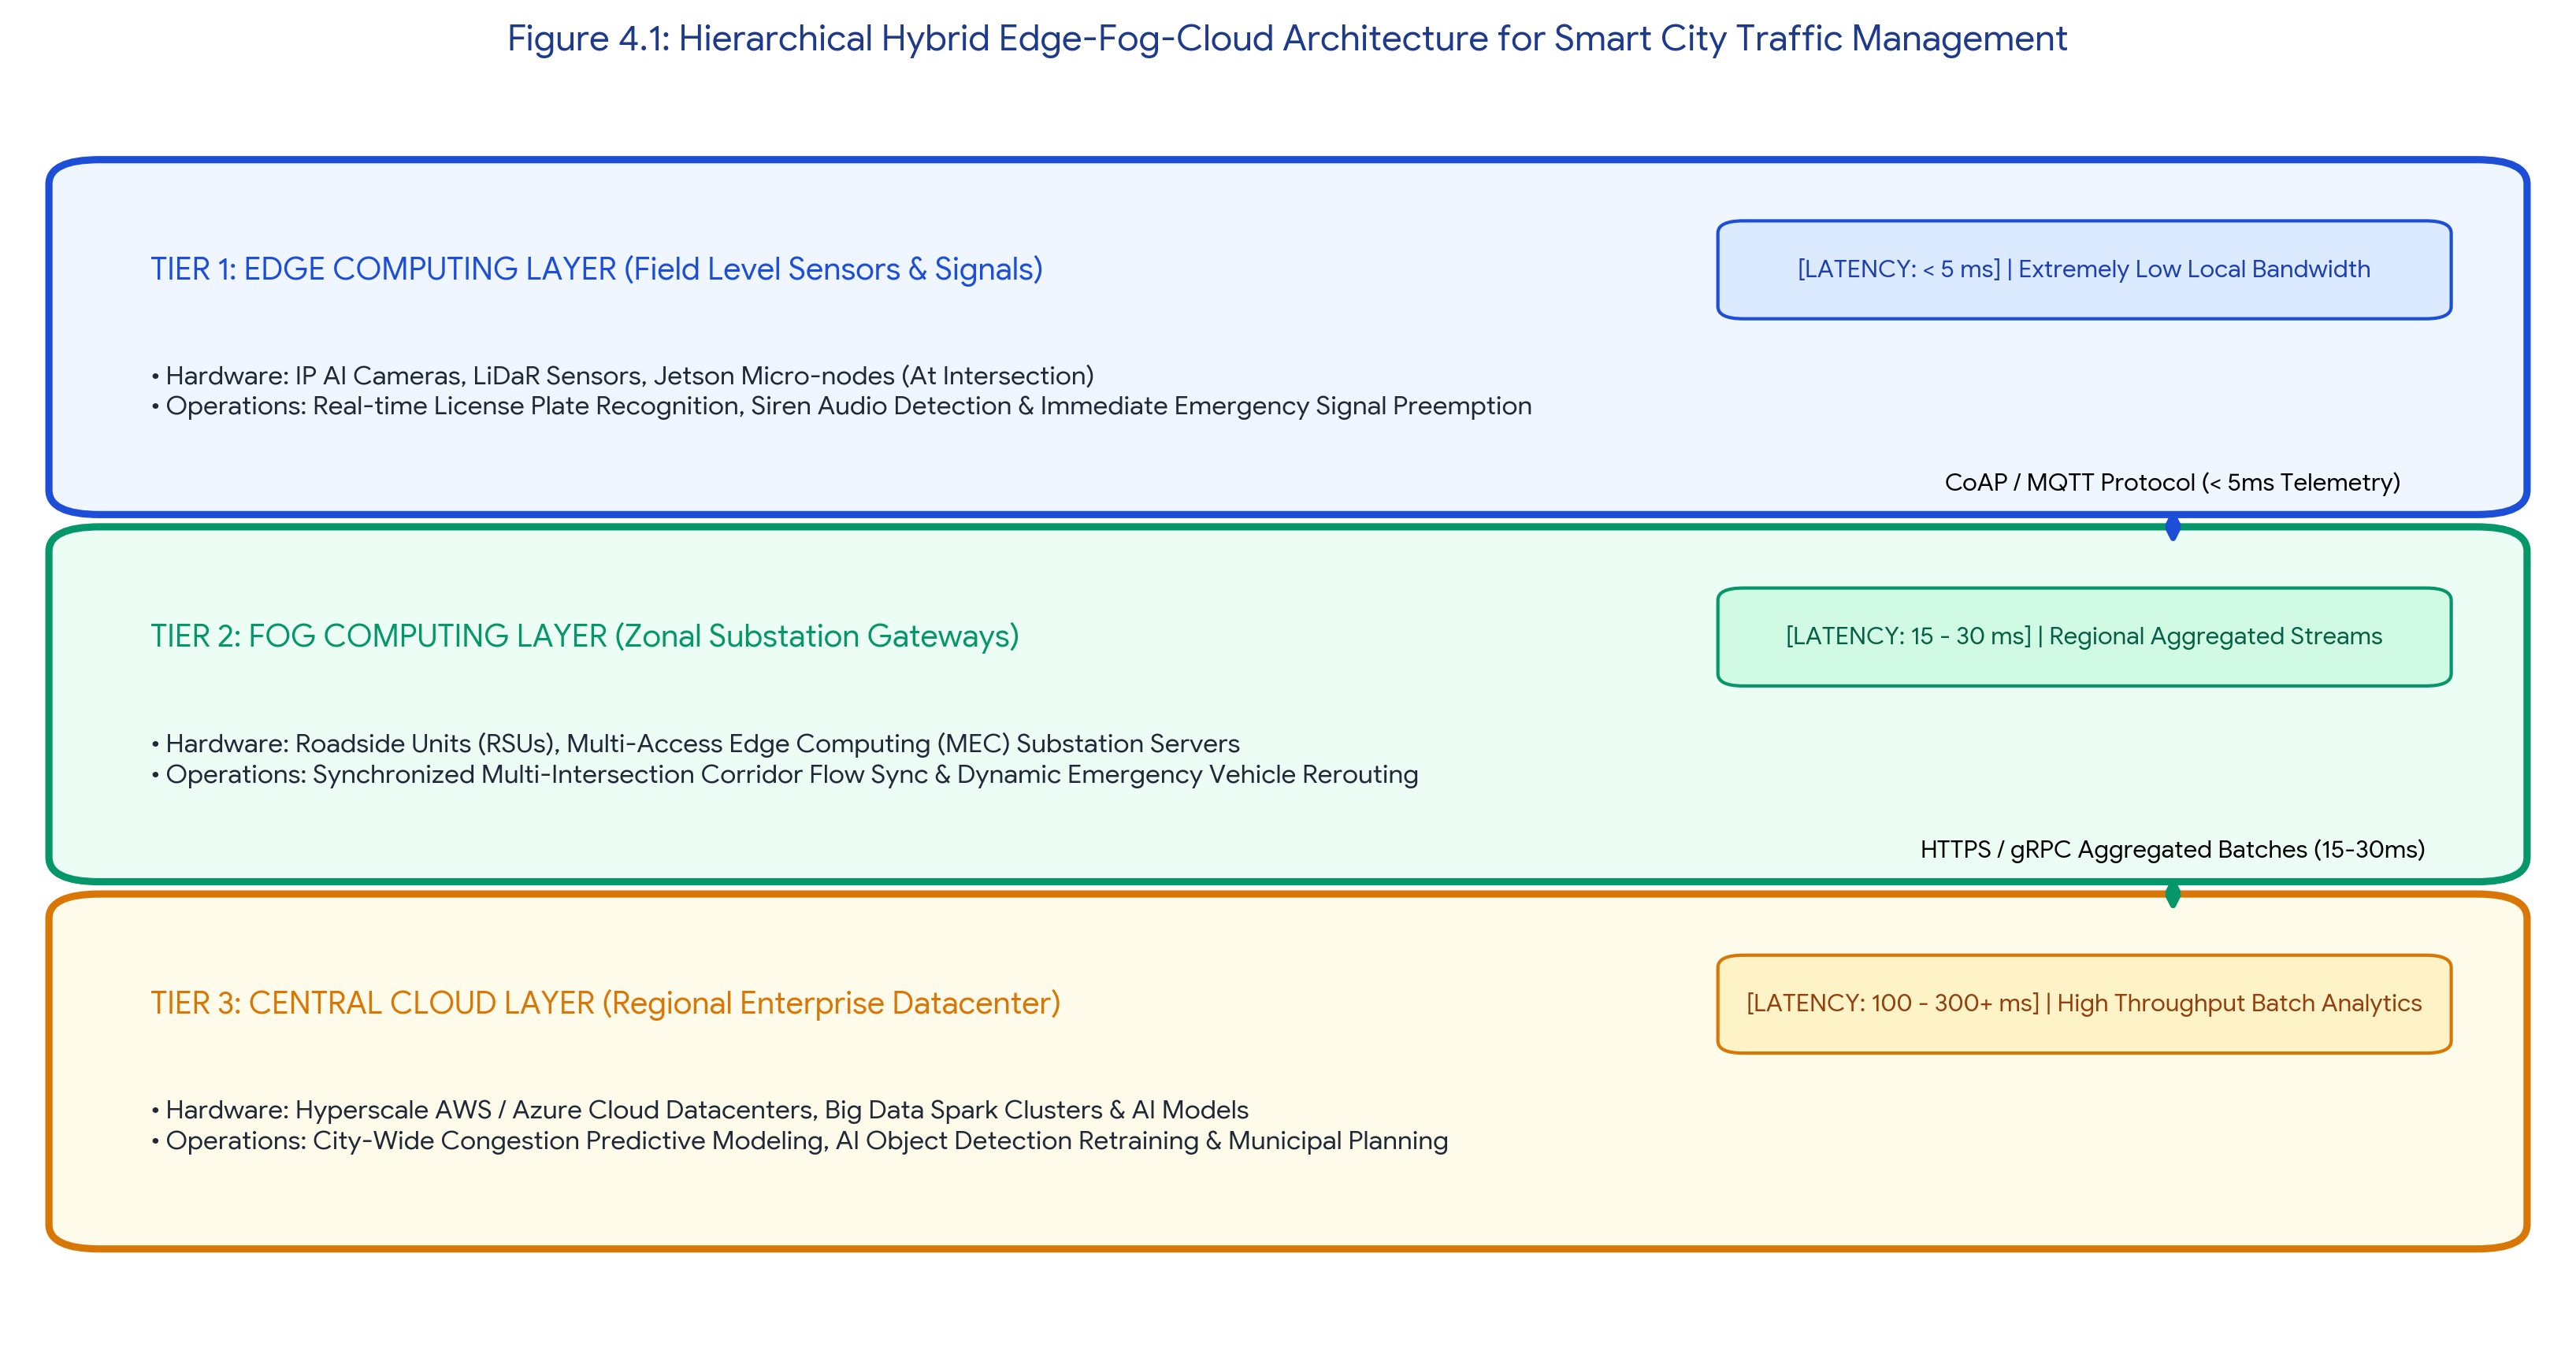 Figure 4.1: Hierarchical Hybrid Edge-Fog-Cloud Architecture for Smart City Traffic Management
TIER 1: EDGE COMPUTING LAYER (Field Level Sensors & Signals)
[LATENCY: < 5 ms] | Extremely Low Local Bandwidth
• Hardware: IP AI Cameras, LiDaR Sensors, Jetson Micro-nodes (At Intersection)
• Operations: Real-time License Plate Recognition, Siren Audio Detection & Immediate Emergency Signal Preemption
CoAP / MQTT Protocol (< 5ms Telemetry)
TIER 2: FOG COMPUTING LAYER (Zonal Substation Gateways)
[LATENCY: 15 - 30 ms] | Regional Aggregated Streams
• Hardware: Roadside Units (RSUs), Multi-Access Edge Computing (MEC) Substation Servers
• Operations: Synchronized Multi-Intersection Corridor Flow Sync & Dynamic Emergency Vehicle Rerouting
HTTPS / gRPC Aggregated Batches (15-30ms)
TIER 3: CENTRAL CLOUD LAYER (Regional Enterprise Datacenter)
[LATENCY: 100 - 300+ ms] | High Throughput Batch Analytics
• Hardware: Hyperscale AWS / Azure Cloud Datacenters, Big Data Spark Clusters & AI Models
• Operations: City-Wide Congestion Predictive Modeling, AI Object Detection Retraining & Municipal Planning